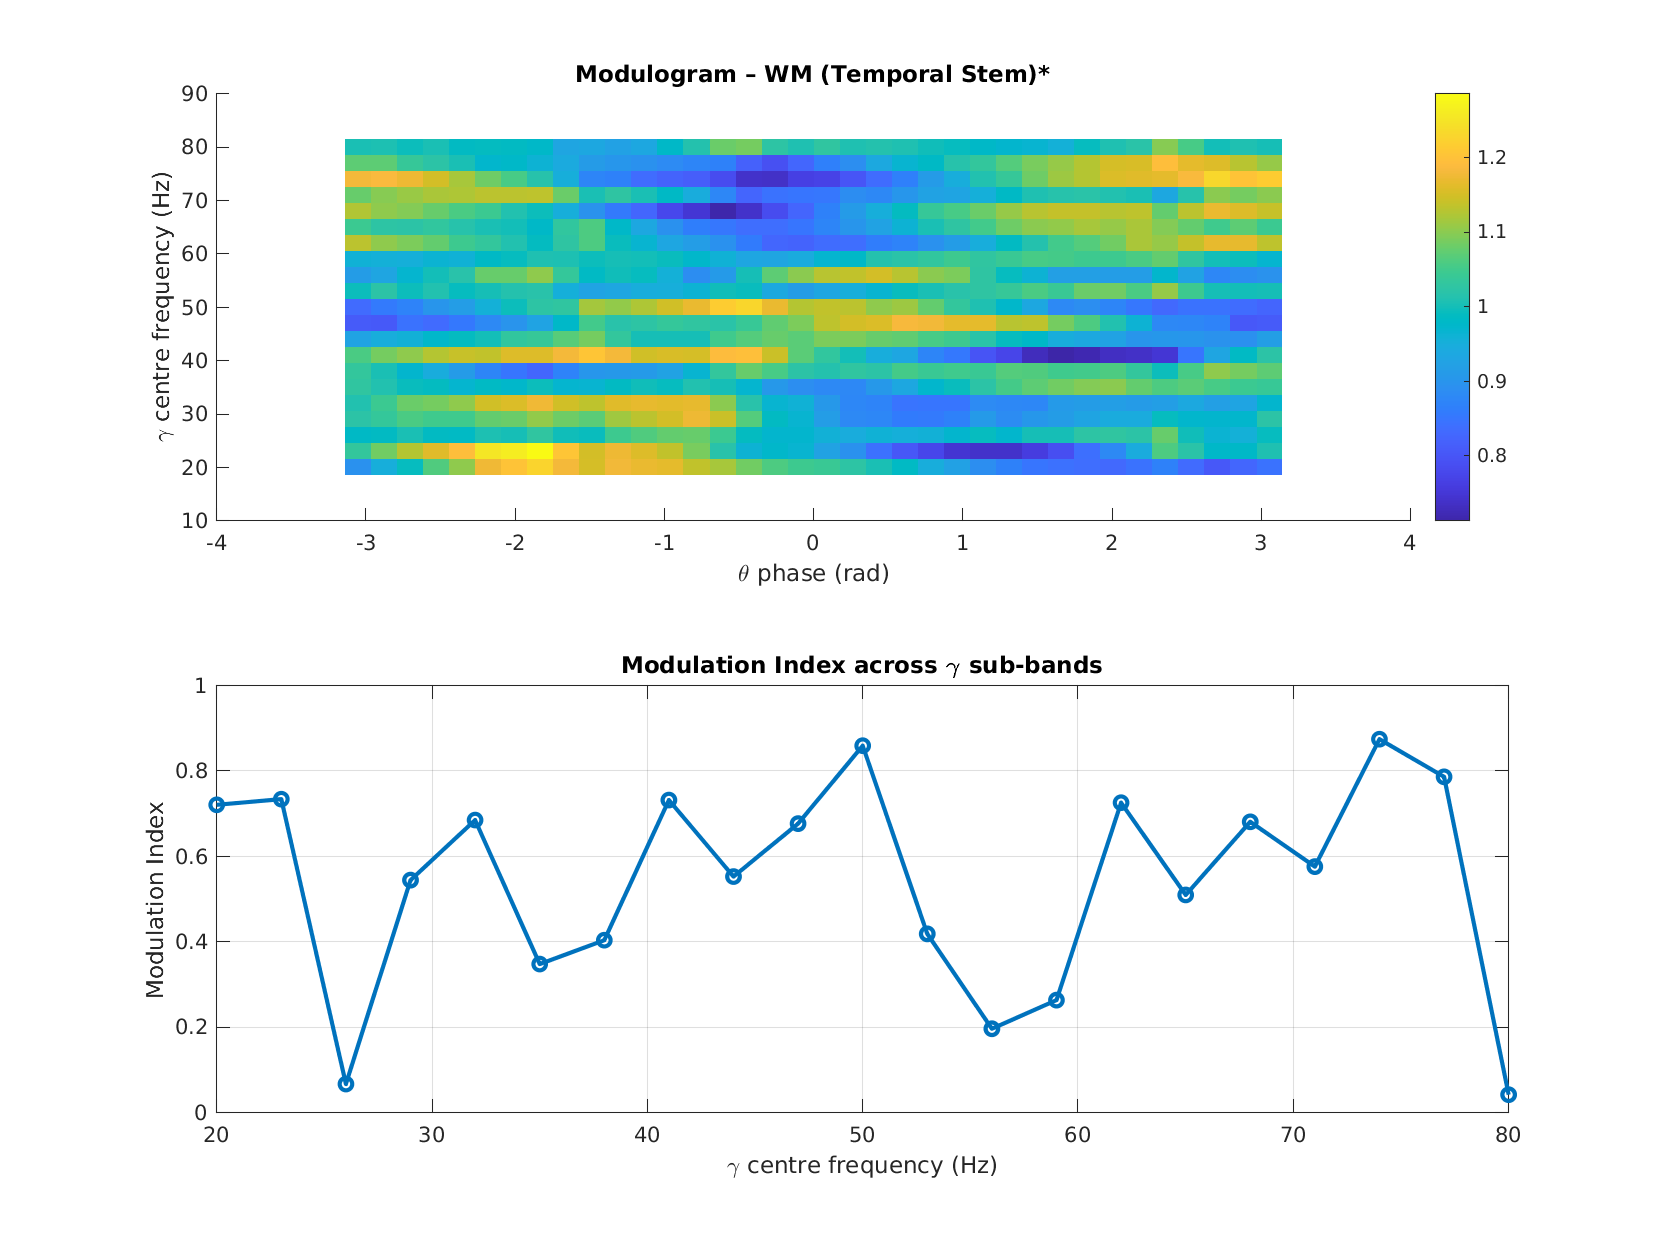 Modulogram – WM (Temporal Stem)*
90
80
70
60
50
40
30
20
10
γ centre frequency (Hz)
-4 -3 -2 -1 0 1 2 3 4
θ phase (rad)
1.2
1.1
1
0.9
0.8
Modulation Index across γ sub-bands
1
0.8
0.6
0.4
0.2
0
Modulation Index
20 30 40 50 60 70 80
γ centre frequency (Hz)